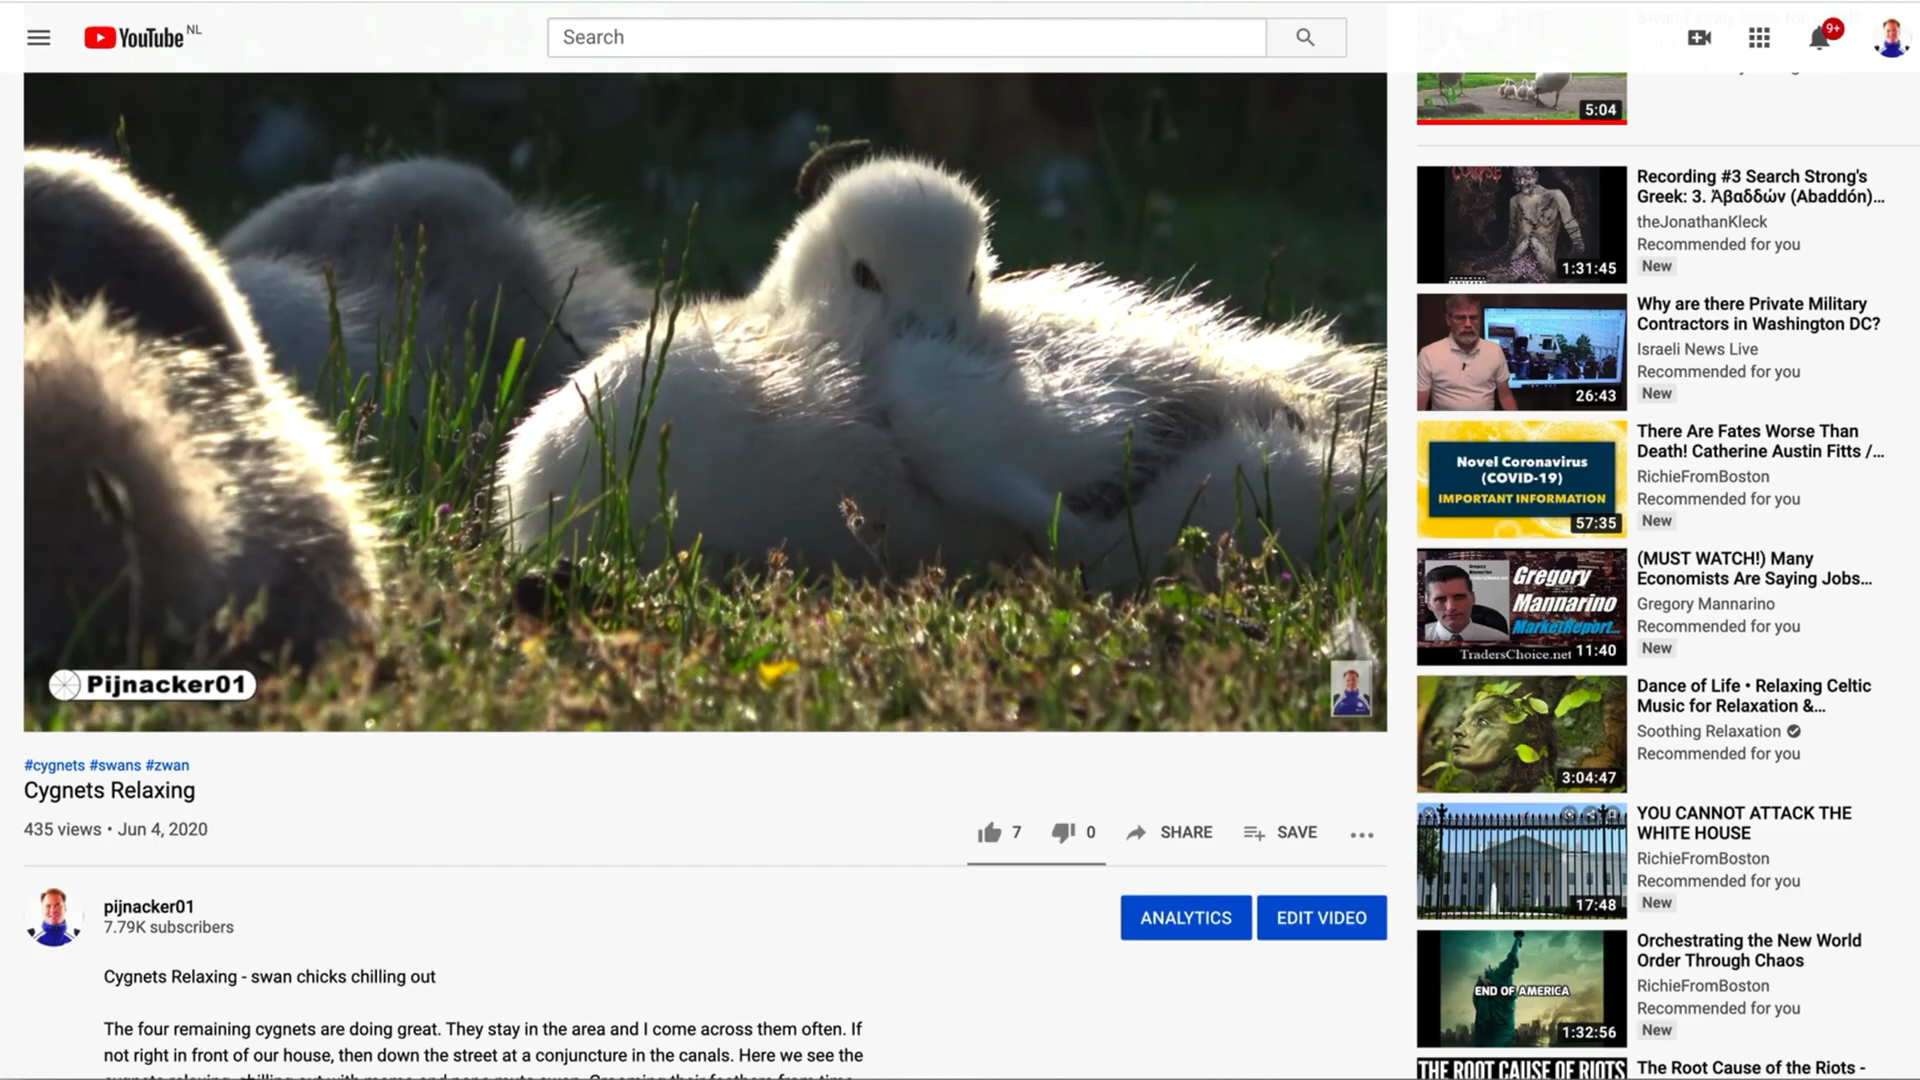 YouTube NL
Search
9+
5:04
Pijnacker01
#cygnets #swans #zwan
Cygnets Relaxing
435 views • Jun 4, 2020
7
0
SHARE
SAVE
pijnacker01
7.79K subscribers
ANALYTICS
EDIT VIDEO
Cygnets Relaxing - swan chicks chilling out
The four remaining cygnets are doing great. They stay in the area and I come across them often. If
not right in front of our house, then down the street at a conjuncture in the canals. Here we see the
1:31:45
Recording #3 Search Strong's
Greek: 3. Ἀβαδδών (Abaddón)...
theJonathanKleck
Recommended for you
New
26:43
Why are there Private Military
Contractors in Washington DC?
Israeli News Live
Recommended for you
New
Novel Coronavirus
(COVID-19)
IMPORTANT INFORMATION
57:35
There Are Fates Worse Than
Death! Catherine Austin Fitts /...
RichieFromBoston
Recommended for you
New
Gregory
Mannarino
MarketReport...
TradersChoice.net
11:40
(MUST WATCH!) Many
Economists Are Saying Jobs...
Gregory Mannarino
Recommended for you
New
3:04:47
Dance of Life • Relaxing Celtic
Music for Relaxation &...
Soothing Relaxation
Recommended for you
17:48
YOU CANNOT ATTACK THE
WHITE HOUSE
RichieFromBoston
Recommended for you
New
END OF AMERICA
1:32:56
Orchestrating the New World
Order Through Chaos
RichieFromBoston
Recommended for you
New
THE ROOT CAUSE OF RIOTS
The Root Cause of the Riots -